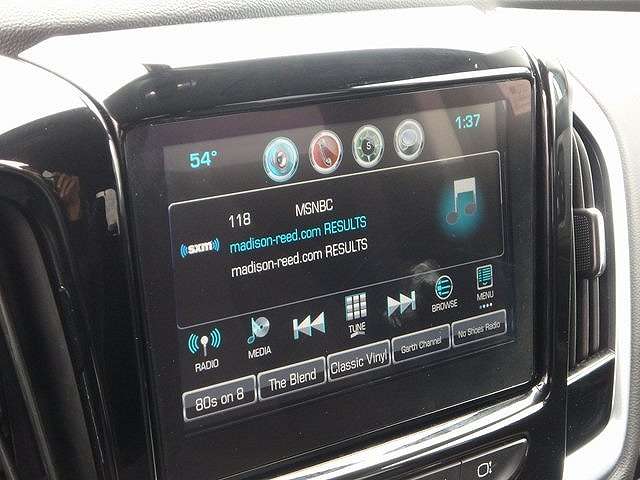 54° 1:37
S
118 MSNBC
((sxm))
madison-reed.com RESULTS
madison-reed.com RESULTS
RADIO MEDIA TUNE BROWSE MENU
80s on 8 The Blend Classic Vinyl Garth Channel No Shoes Radio